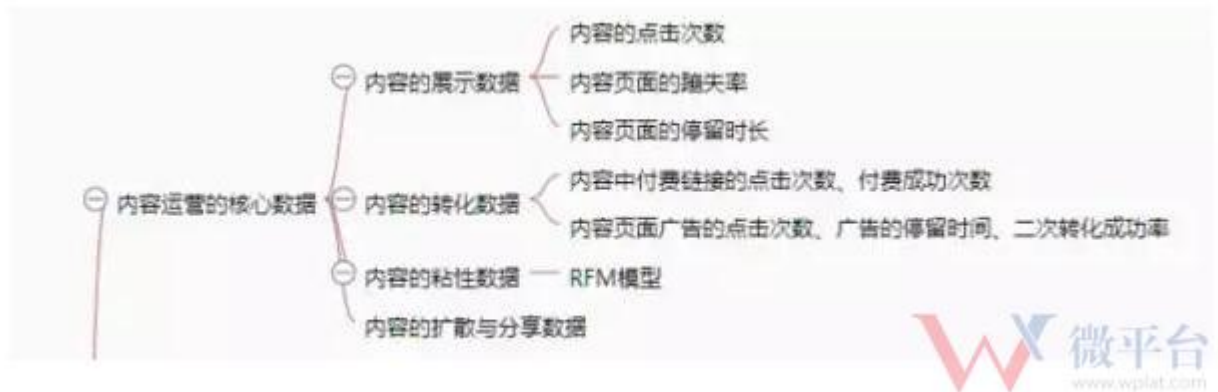 内容的点击次数
内容的展示数据
内容页面的蹦失率
内容页面的停留时长
内容中付费链接的点击次数、付费成功次数
内容运营的核心数据
内容的转化数据
内容页面广告的点击次数、广告的停留时间、二次转化成功率
内容的粘性数据
RFM模型
内容的扩散与分享数据
微平台
www.wplat.com